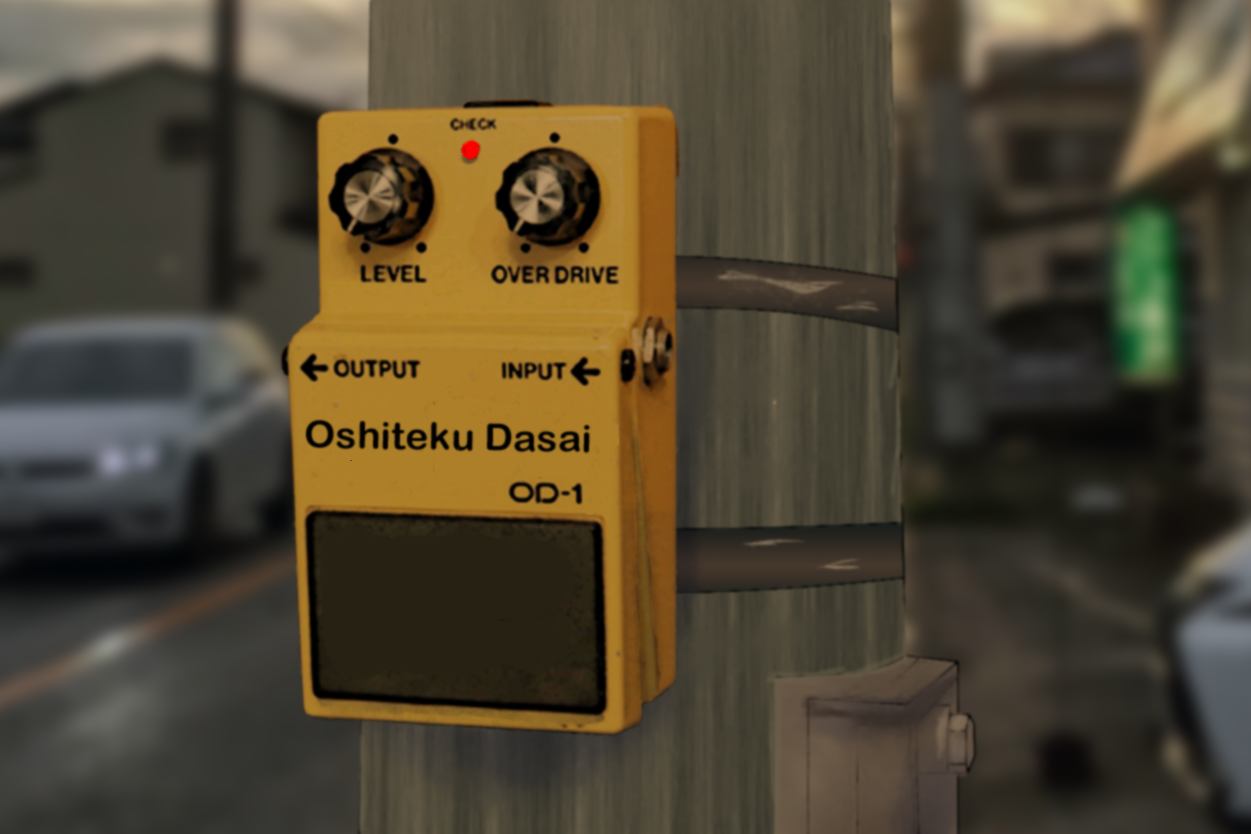 CHECK
LEVEL
OVER DRIVE
← OUTPUT
INPUT ←
Oshiteku Dasai
OD-1